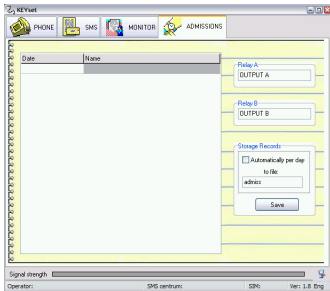 KEYset
PHONE SMS MONITOR ADMISSIONS
Date Name
Relay A
OUTPUT A
Relay B
OUTPUT B
Storage Records
Automatically per day
to file:
admiss
Save
Signal strength
Operator: SMS centrum: SIM: Ver: 1.8 Eng